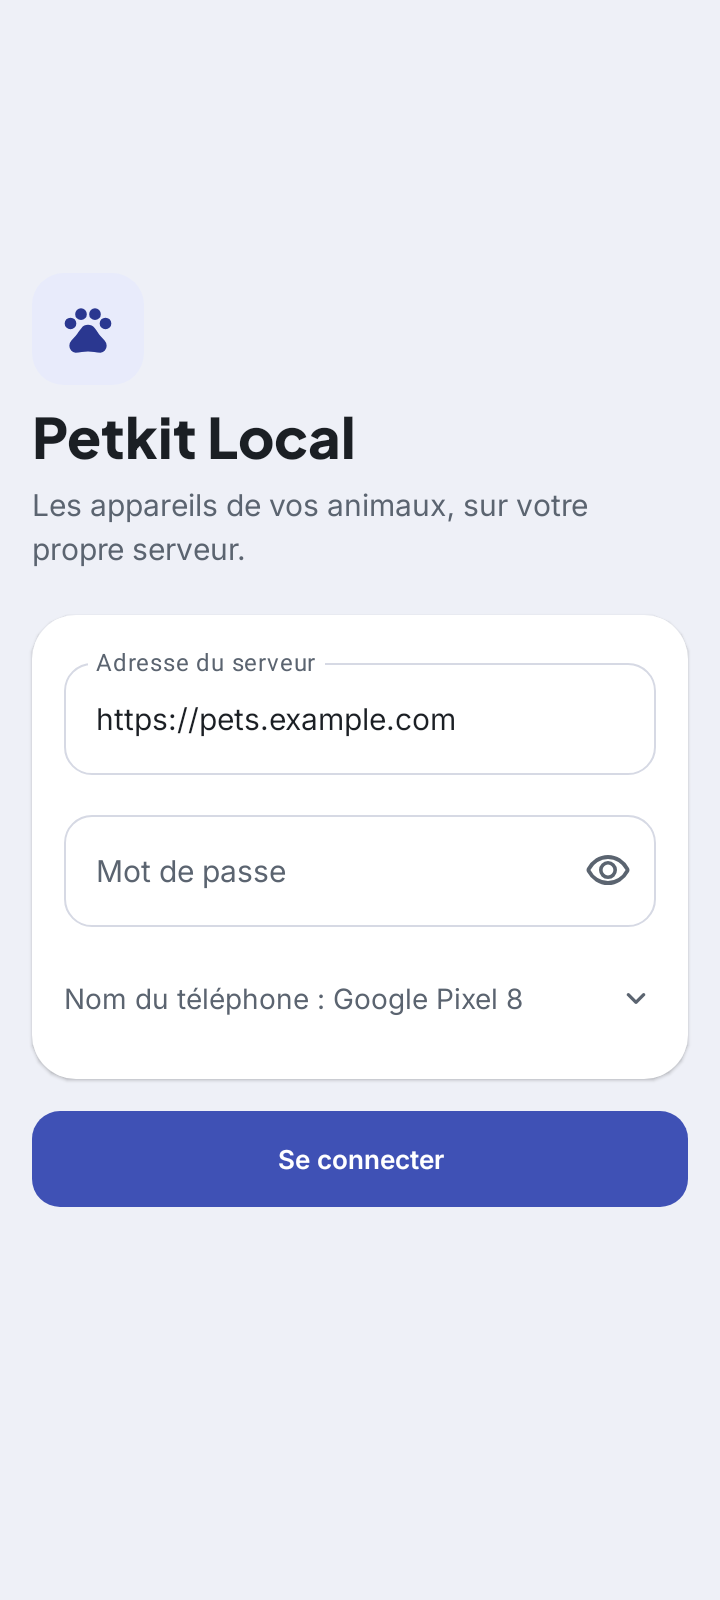 Petkit Local
Les appareils de vos animaux, sur votre
propre serveur.
Adresse du serveur
https://pets.example.com
Mot de passe
Nom du téléphone : Google Pixel 8
Se connecter